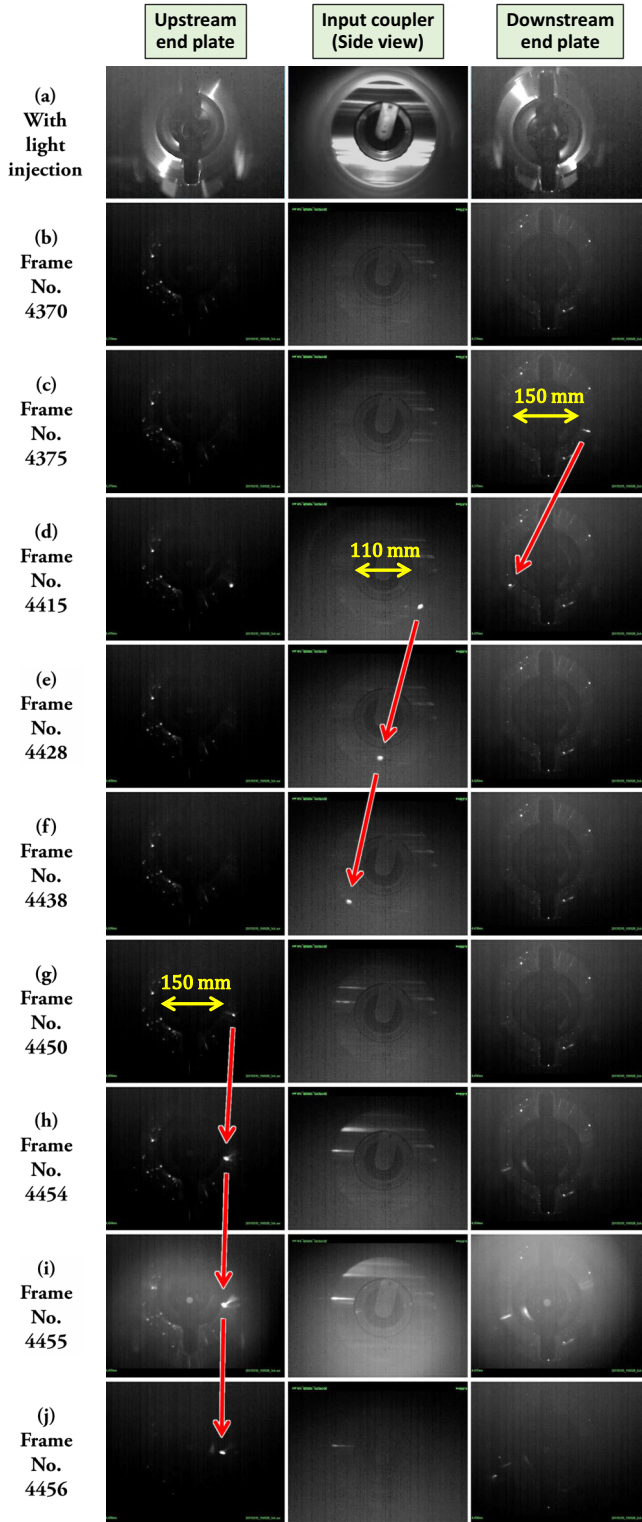 Upstream
end plate
Input coupler
(Side view)
Downstream
end plate
(a)
With
light
injection
(b)
Frame
No.
4370
(c)
Frame
No.
4375
150 mm
(d)
Frame
No.
4415
110 mm
(e)
Frame
No.
4428
(f)
Frame
No.
4438
(g)
Frame
No.
4450
150 mm
(h)
Frame
No.
4454
(i)
Frame
No.
4455
(j)
Frame
No.
4456